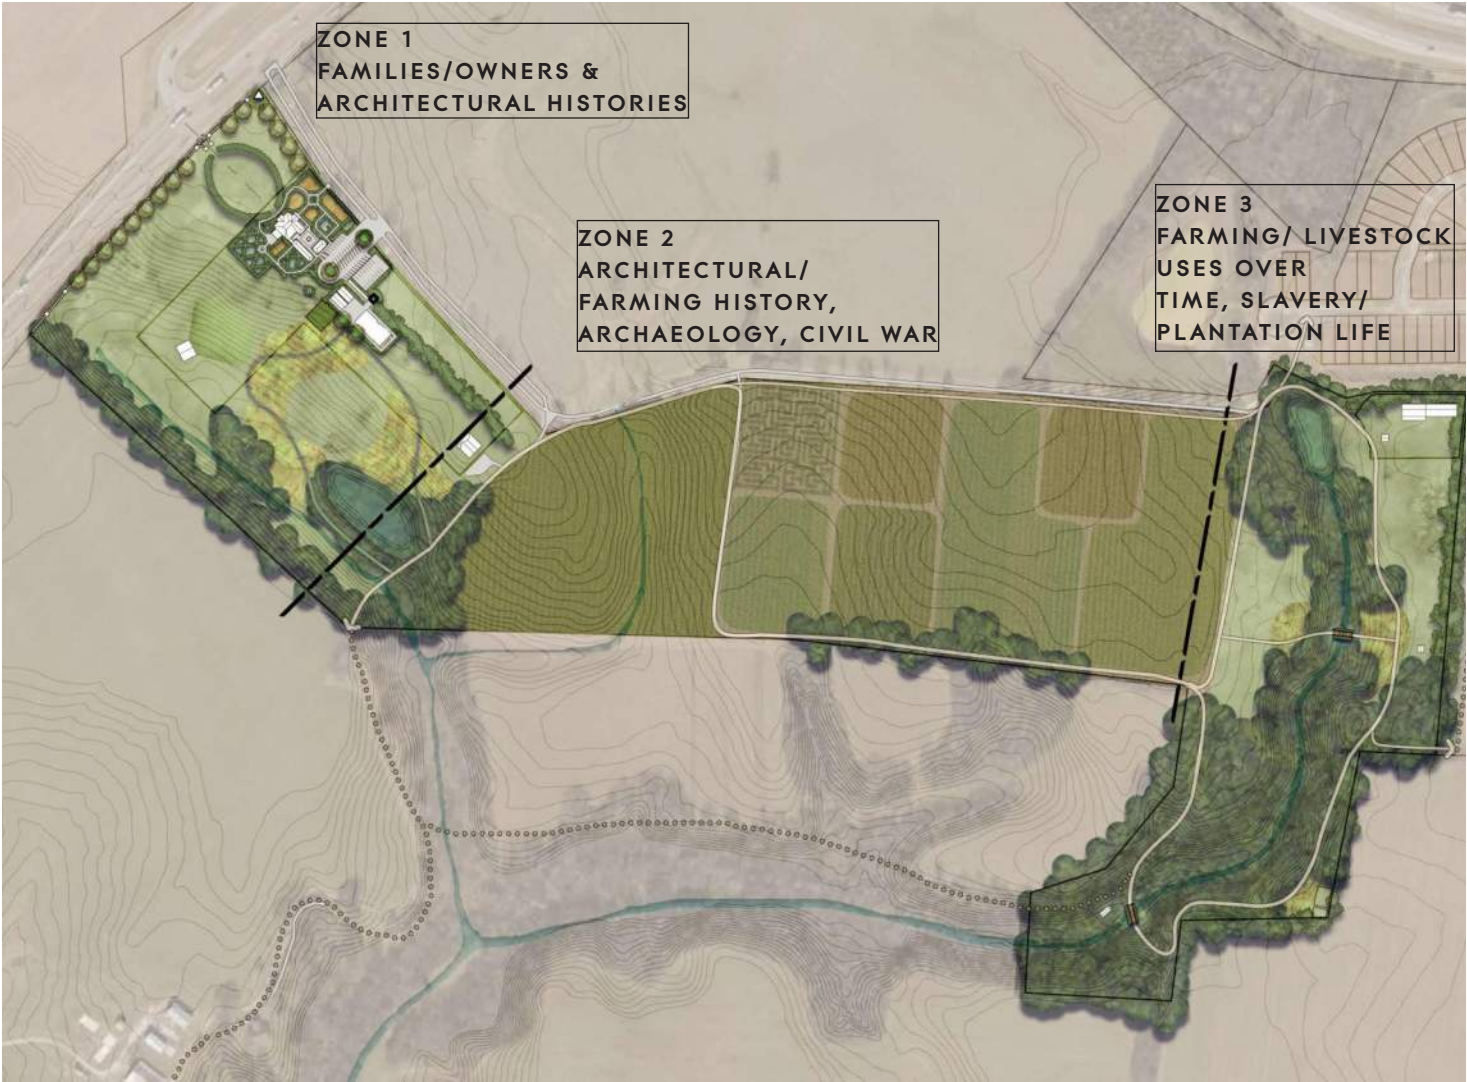 ZONE 1
FAMILIES/OWNERS &
ARCHITECTURAL HISTORIES
ZONE 2
ARCHITECTURAL/
FARMING HISTORY,
ARCHAEOLOGY, CIVIL WAR
ZONE 3
FARMING/ LIVESTOCK
USES OVER
TIME, SLAVERY/
PLANTATION LIFE